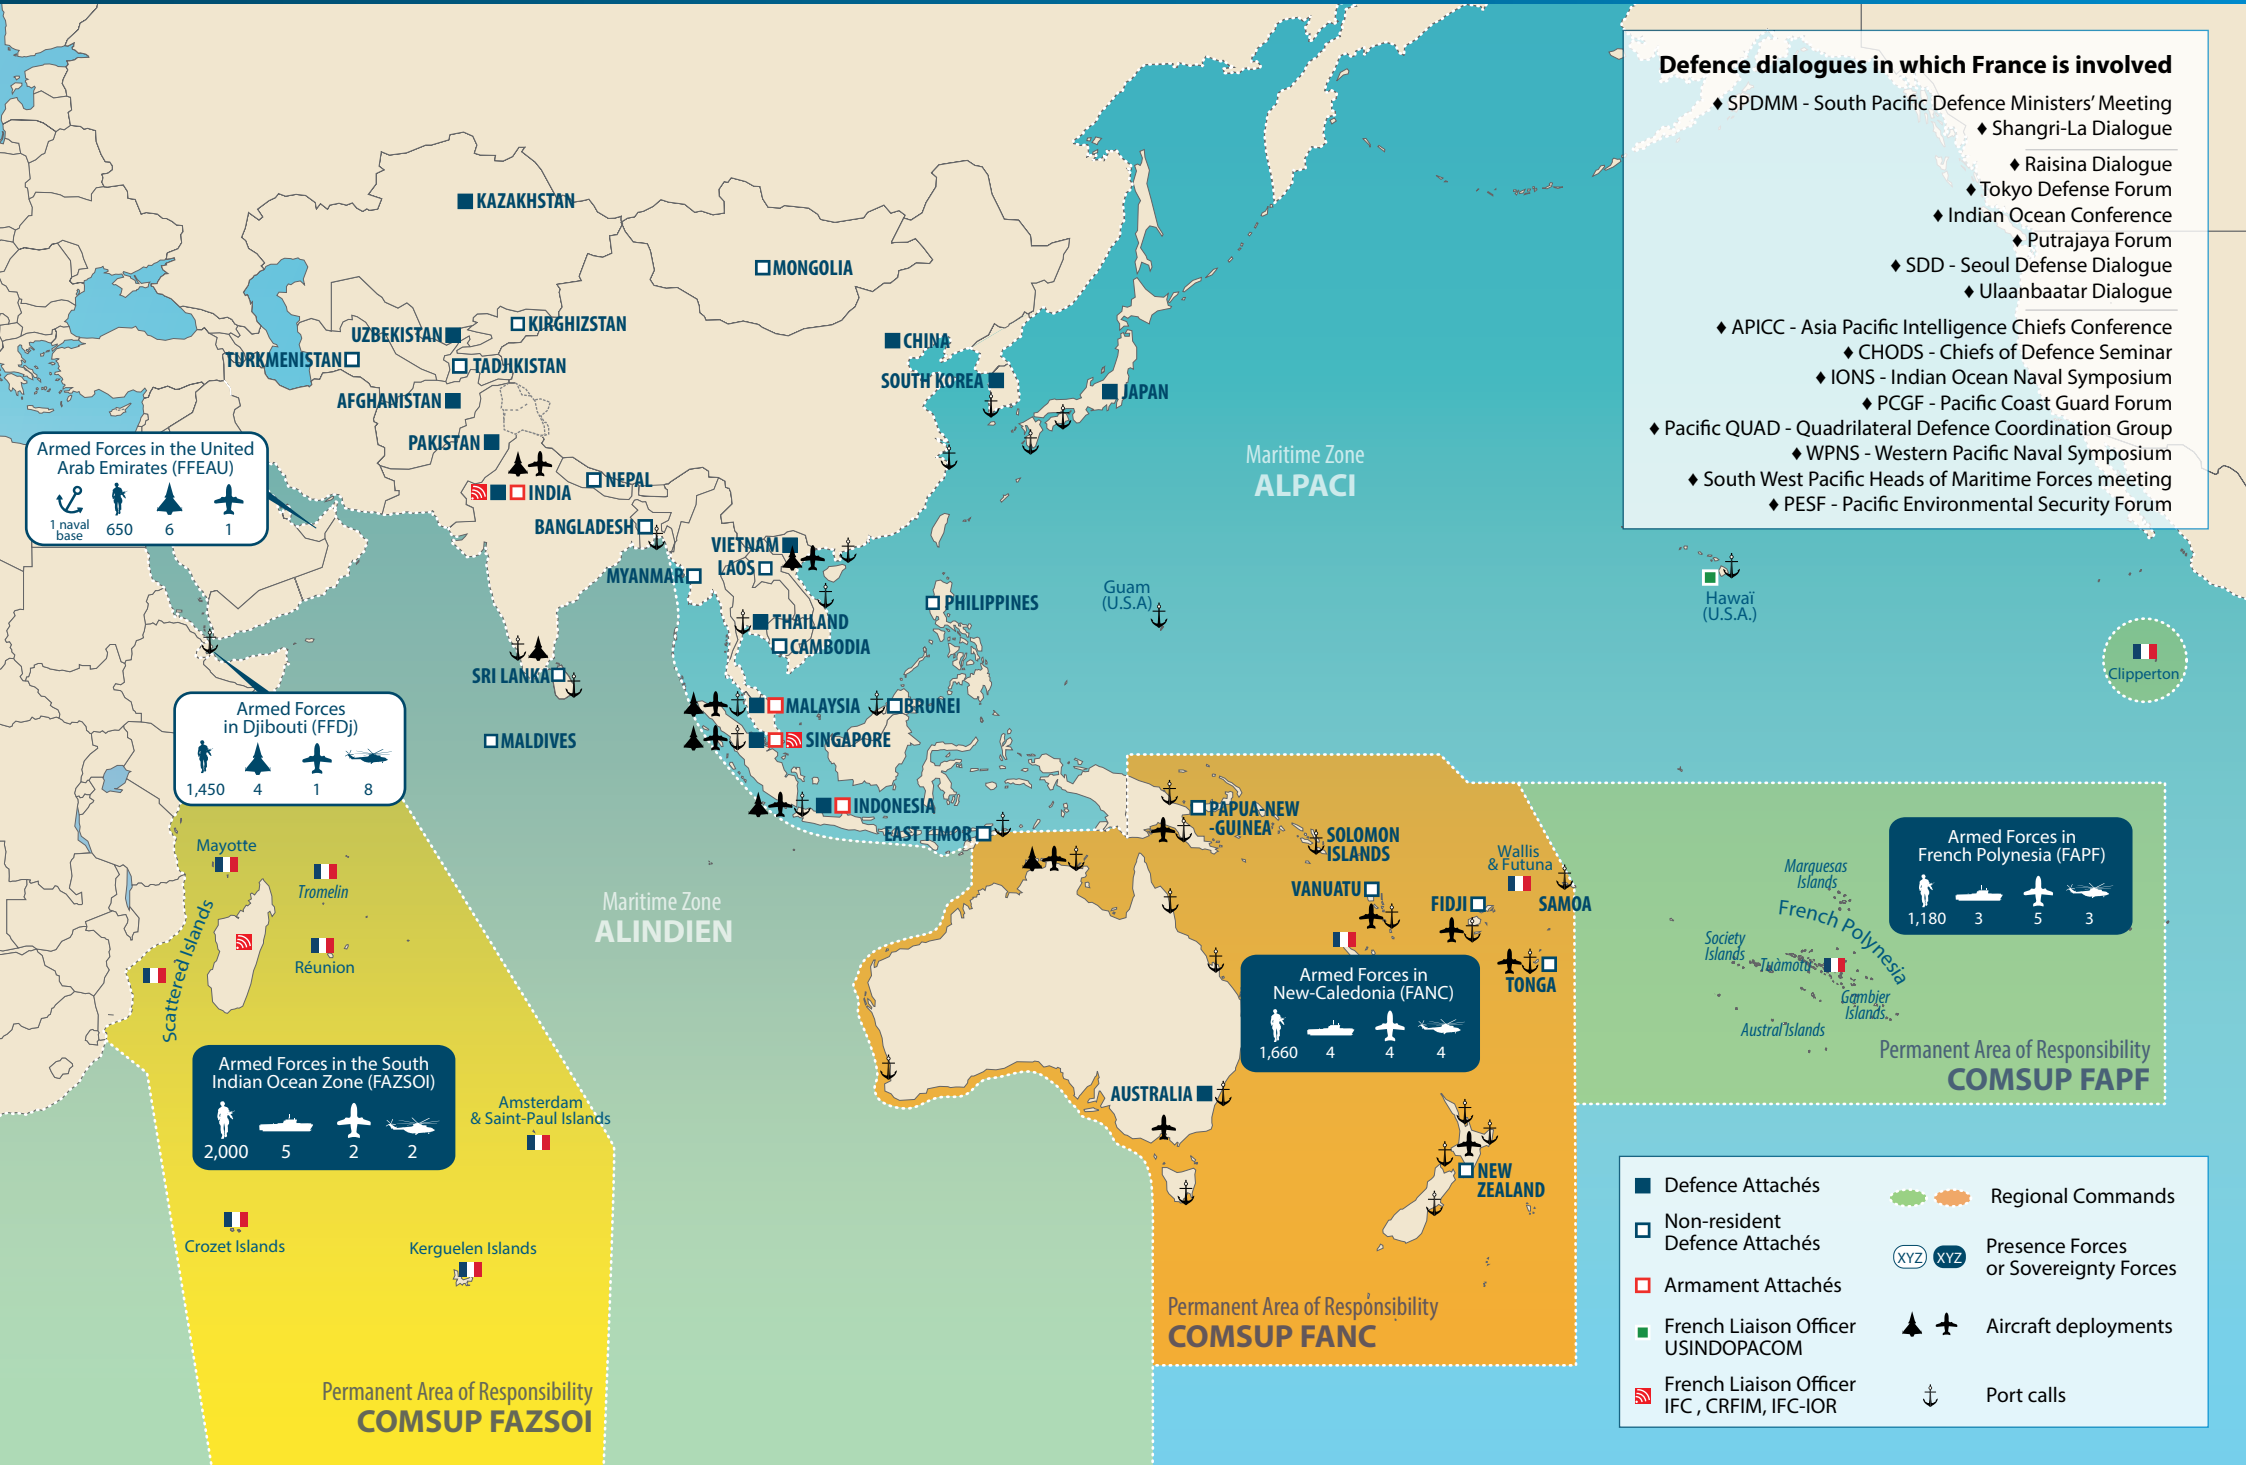 Defence dialogues in which France is involved
♦ SPDMM - South Pacific Defence Ministers' Meeting
♦ Shangri-La Dialogue
♦ Raisina Dialogue
♦ Tokyo Defense Forum
♦ Indian Ocean Conference
♦ Putrajaya Forum
♦ SDD - Seoul Defense Dialogue
♦ Ulaanbaatar Dialogue
♦ APICC - Asia Pacific Intelligence Chiefs Conference
♦ CHODS - Chiefs of Defence Seminar
♦ IONS - Indian Ocean Naval Symposium
♦ PCGF - Pacific Coast Guard Forum
♦ Pacific QUAD - Quadrilateral Defence Coordination Group
♦ WPNS - Western Pacific Naval Symposium
♦ South West Pacific Heads of Maritime Forces meeting
♦ PESF - Pacific Environmental Security Forum
KAZAKHSTAN
MONGOLIA
UZBEKISTAN
KIRGHIZSTAN
TURKMENISTAN
TADJIKISTAN
AFGHANISTAN
PAKISTAN
CHINA
SOUTH KOREA
JAPAN
Armed Forces in the United
Arab Emirates (FFEAU)
1 naval
base
650
6
1
INDIA
NEPAL
BANGLADESH
VIETNAM
LAOS
MYANMAR
THAILAND
CAMBODIA
PHILIPPINES
SRI LANKA
MALDIVES
MALAYSIA
BRUNEI
SINGAPORE
INDONESIA
EAST TIMOR
Maritime Zone
ALPACI
Guam
(U.S.A)
Hawaï
(U.S.A.)
Clipperton
Armed Forces
in Djibouti (FFDj)
1,450
4
1
8
Mayotte
Tromelin
Scattered Islands
Réunion
Maritime Zone
ALINDIEN
Armed Forces in the South
Indian Ocean Zone (FAZSOI)
2,000
5
2
2
Amsterdam
& Saint-Paul Islands
Crozet Islands
Kerguelen Islands
Permanent Area of Responsibility
COMSUP FAZSOI
PAPUA-NEW
-GUINEA
SOLOMON
ISLANDS
VANUATU
FIDJI
Wallis
& Futuna
SAMOA
TONGA
Armed Forces in
New-Caledonia (FANC)
1,660
4
4
4
AUSTRALIA
NEW
ZEALAND
Permanent Area of Responsibility
COMSUP FANC
Armed Forces in
French Polynesia (FAPF)
1,180
3
5
3
Marquesas
Islands
French Polynesia
Society
Islands
Tuamotu
Gambier
Islands
Austral Islands
Permanent Area of Responsibility
COMSUP FAPF
Defence Attachés
Non-resident
Defence Attachés
Armament Attachés
French Liaison Officer
USINDOPACOM
French Liaison Officer
IFC , CRFIM, IFC-IOR
Regional Commands
XYZ XYZ
Presence Forces
or Sovereignty Forces
Aircraft deployments
Port calls